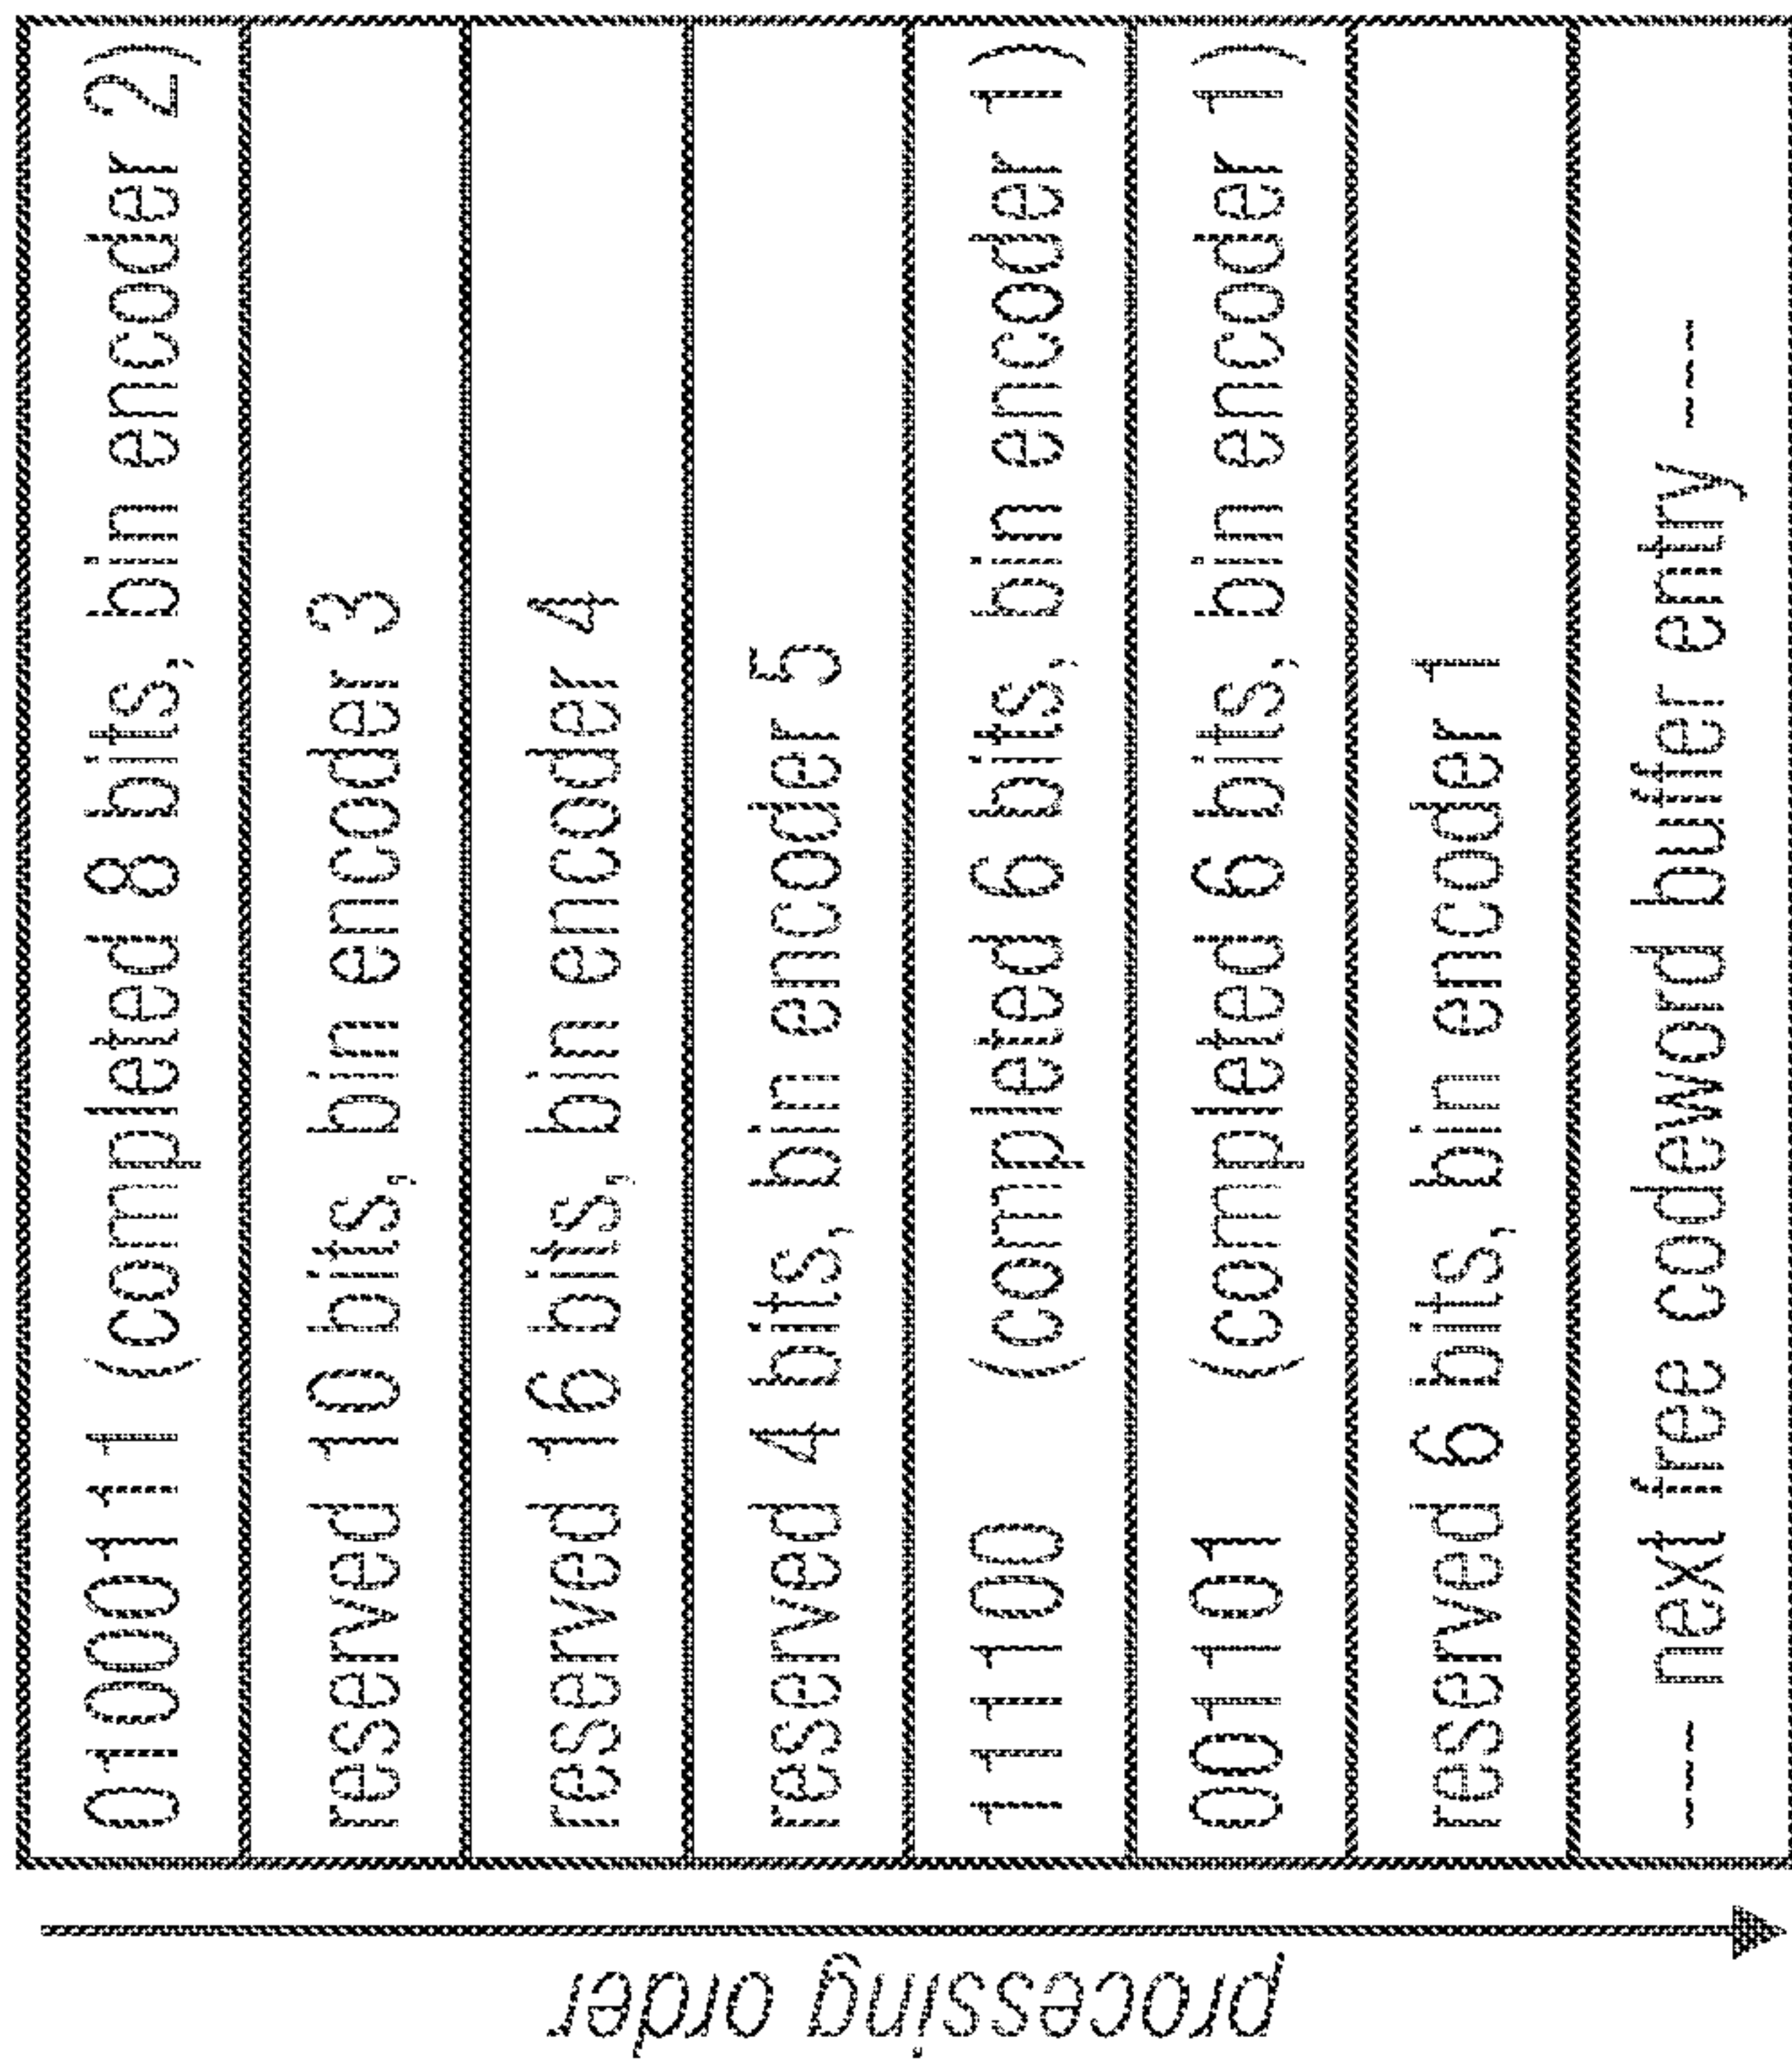 01000111 (completed 8 bits, bin encoder 2)
reserved 10 bits, bin encoder 3
reserved 16 bits, bin encoder 4
reserved 4 bits, bin encoder 5
111100 (completed 6 bits, bin encoder 1)
001101 (completed 6 bits, bin encoder 1)
reserved 6 bits, bin encoder 1
---- next free codeword buffer entry ----
processing order